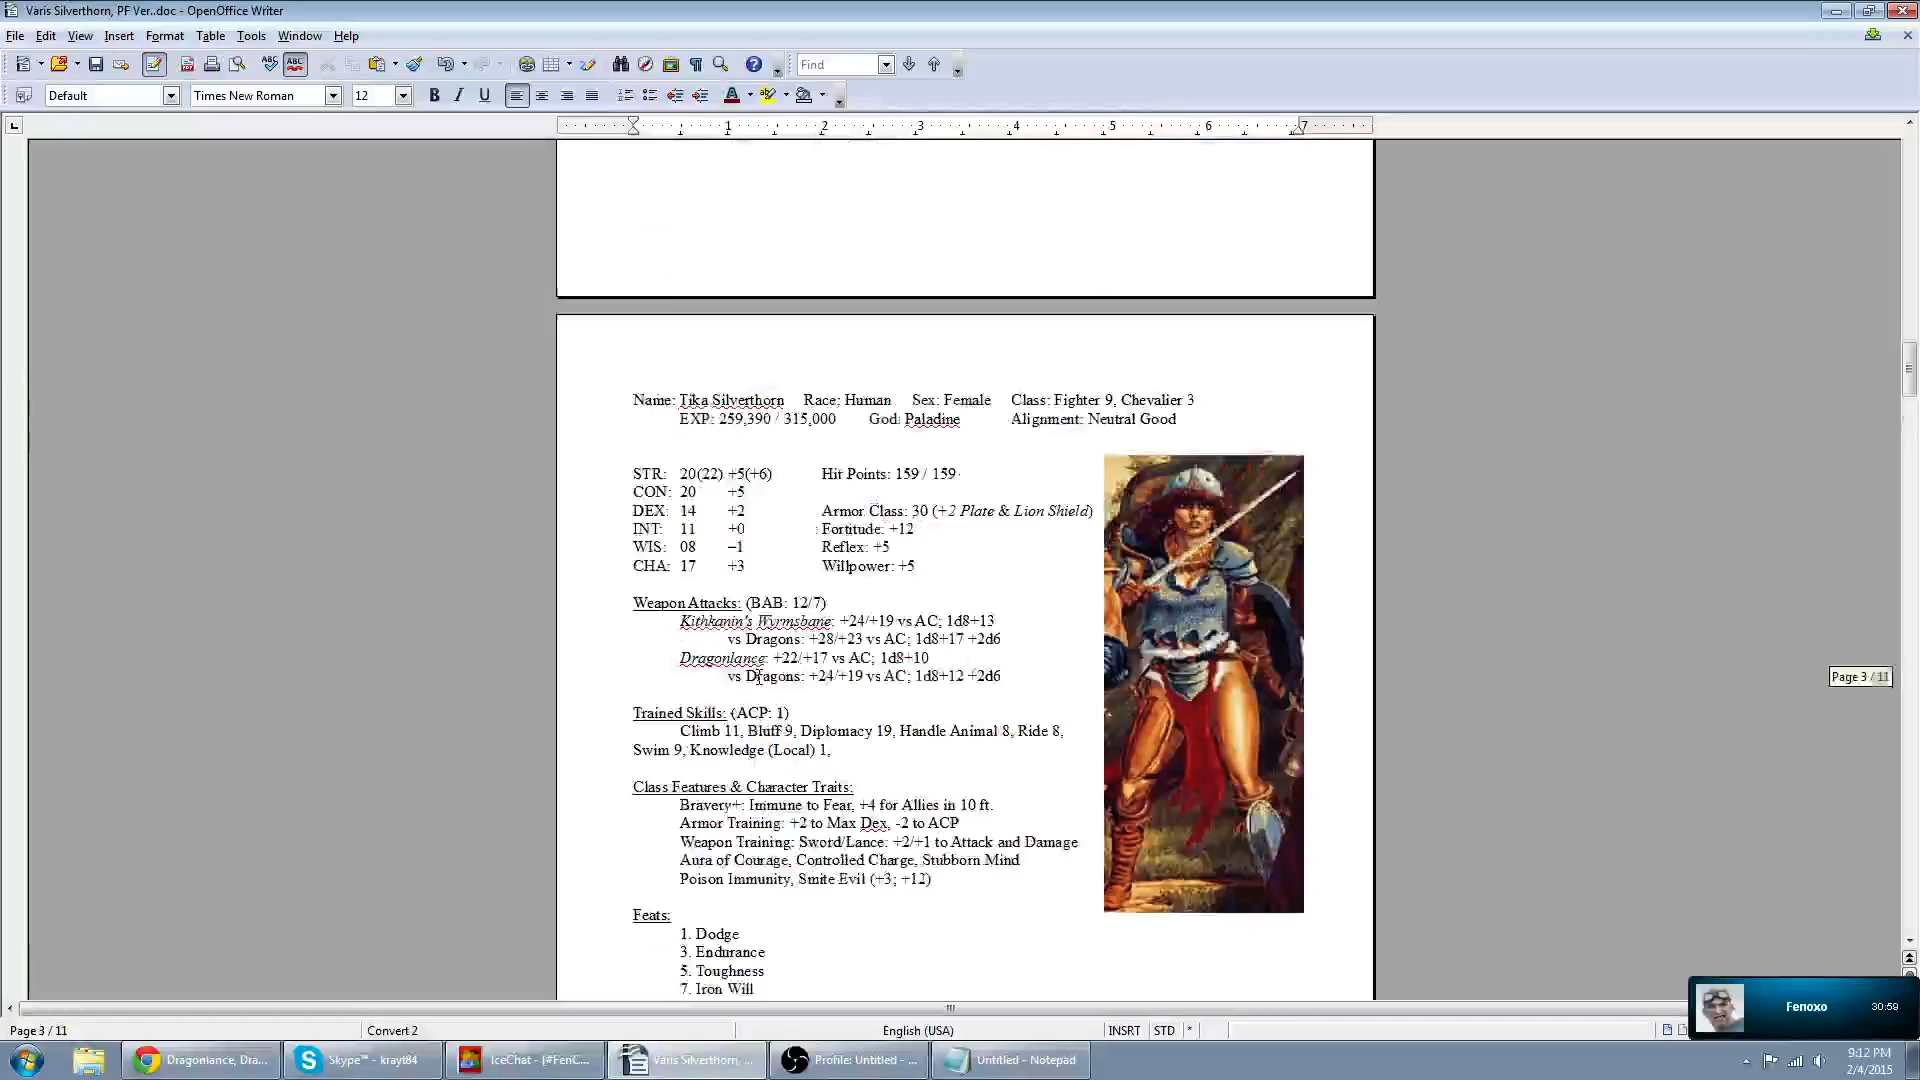 Varis Silverthorn, PF Ver..doc - OpenOffice Writer
File Edit View Insert Format Table Tools Window Help
Find
Default Times New Roman 12
1 2 3 4 5 6 7
Name: Tika Silverthorn Race: Human Sex: Female Class: Fighter 9, Chevalier 3
EXP: 259,390 / 315,000 God: Paladine Alignment: Neutral Good
STR: 20(22) +5(+6) Hit Points: 159 / 159
CON: 20 +5
DEX: 14 +2 Armor Class: 30 (+2 Plate & Lion Shield)
INT: 11 +0 Fortitude: +12
WIS: 08 –1 Reflex: +5
CHA: 17 +3 Willpower: +5
Weapon Attacks: (BAB: 12/7)
Kithkanin's Wyrmsbane: +24/+19 vs AC; 1d8+13
vs Dragons: +28/+23 vs AC; 1d8+17 +2d6
Dragonlance: +22/+17 vs AC; 1d8+10
vs Dragons: +24/+19 vs AC; 1d8+12 +2d6
Page 3 / 11
Trained Skills: (ACP: 1)
Climb 11, Bluff 9, Diplomacy 19, Handle Animal 8, Ride 8,
Swim 9, Knowledge (Local) 1,
Class Features & Character Traits:
Bravery+: Immune to Fear, +4 for Allies in 10 ft.
Armor Training: +2 to Max Dex, -2 to ACP
Weapon Training: Sword/Lance: +2/+1 to Attack and Damage
Aura of Courage, Controlled Charge, Stubborn Mind
Poison Immunity, Smite Evil (+3; +12)
Feats:
1. Dodge
3. Endurance
5. Toughness
7. Iron Will
Fenoxo 30:59
Page 3 / 11 Convert 2 English (USA) INSRT STD *
Dragonlance, Dra... Skype™ - krayt84 IceChat - [#FenC... Varis Silverthorn, ... Profile: Untitled - ... Untitled - Notepad
9:12 PM
2/4/2015